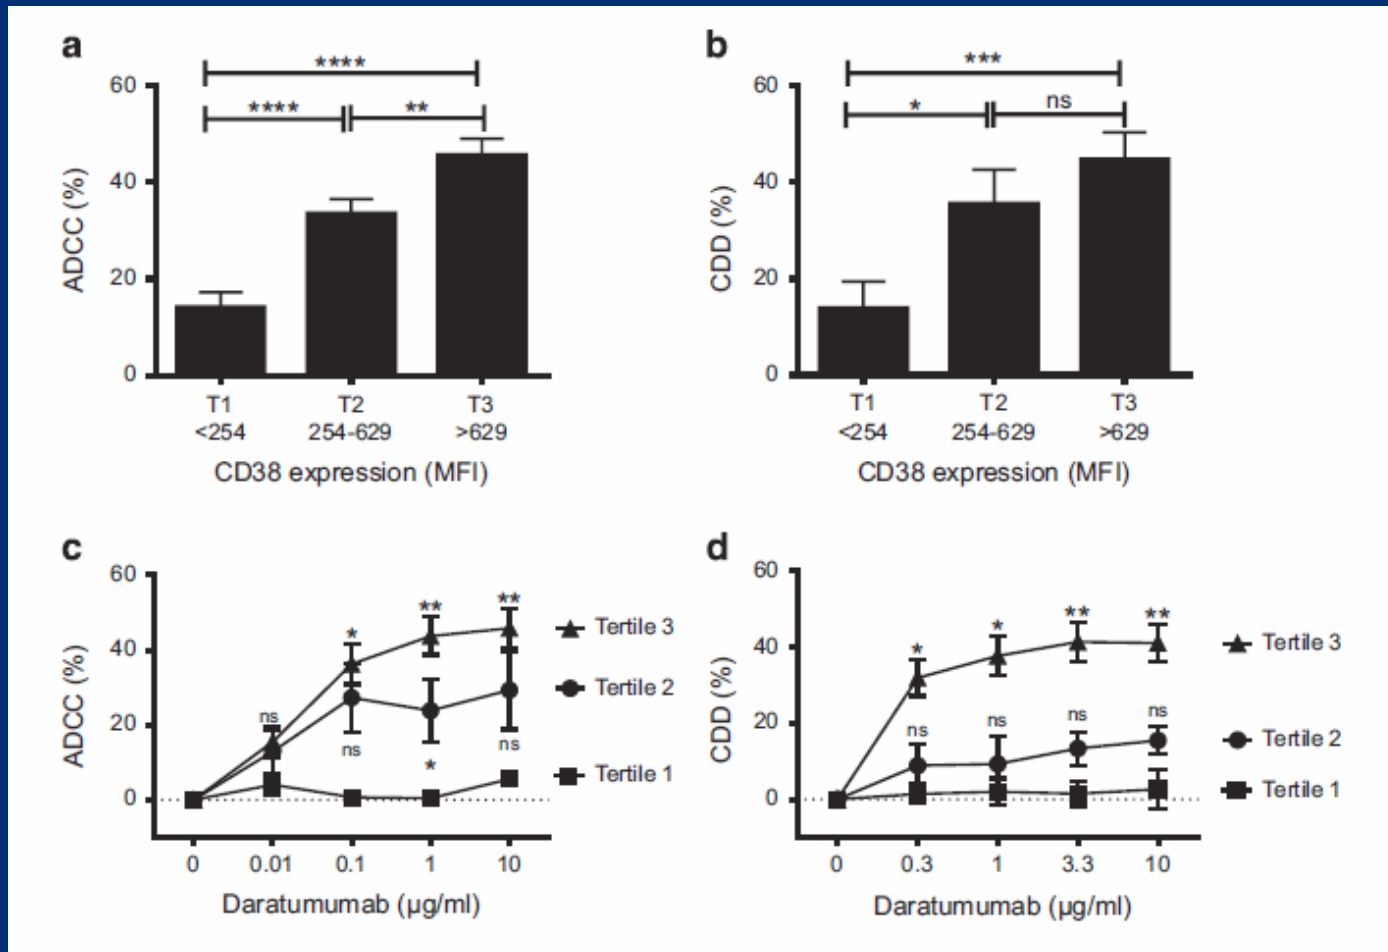 a
****
****
**
60
40
20
0
ADCC (%)
T1
T2
T3
<254
254-629
>629
CD38 expression (MFI)
b
***
*
ns
60
40
20
0
CDD (%)
T1
T2
T3
<254
254-629
>629
CD38 expression (MFI)
c
60
40
20
0
ADCC (%)
ns
*
**
**
ns
*
ns
Tertile 3
Tertile 2
Tertile 1
0
0.01
0.1
1
10
Daratumumab (µg/ml)
d
60
40
20
0
CDD (%)
*
*
**
**
ns
ns
ns
ns
Tertile 3
Tertile 2
Tertile 1
0
0.3
1
3.3
10
Daratumumab (µg/ml)